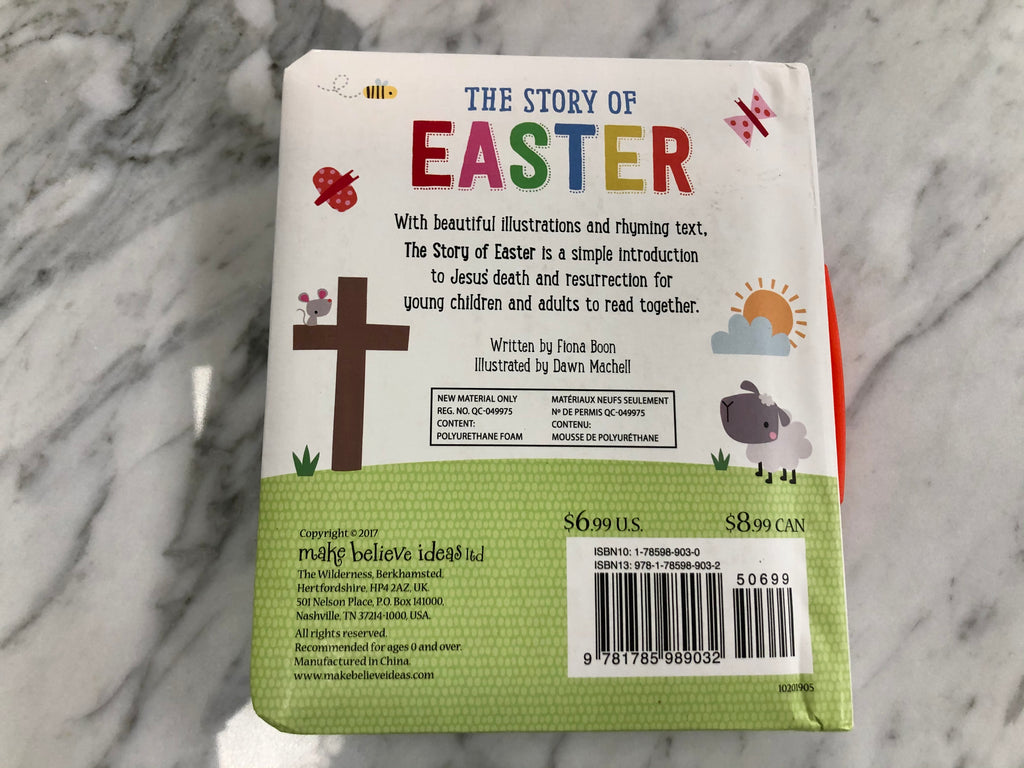 THE STORY OF
EASTER
With beautiful illustrations and rhyming text,
The Story of Easter is a simple introduction
to Jesus' death and resurrection for
young children and adults to read together.
Written by Fiona Boon
Illustrated by Dawn Machell
NEW MATERIAL ONLY
REG. NO. QC-049975
CONTENT:
POLYURETHANE FOAM
MATÉRIAUX NEUFS SEULEMENT
Nº DE PERMIS QC-049975
CONTENU:
MOUSSE DE POLYURÉTHANE
Copyright © 2017
make believe ideas ltd
The Wilderness, Berkhamsted,
Hertfordshire, HP4 2AZ, UK.
501 Nelson Place, P.O. Box 141000,
Nashville, TN 37214-1000, USA.
All rights reserved.
Recommended for ages 0 and over.
Manufactured in China.
www.makebelieveideas.com
$6.99 U.S. $8.99 CAN
ISBN10: 1-78598-903-0
ISBN13: 978-1-78598-903-2
50699
9 781785 989032
10201905